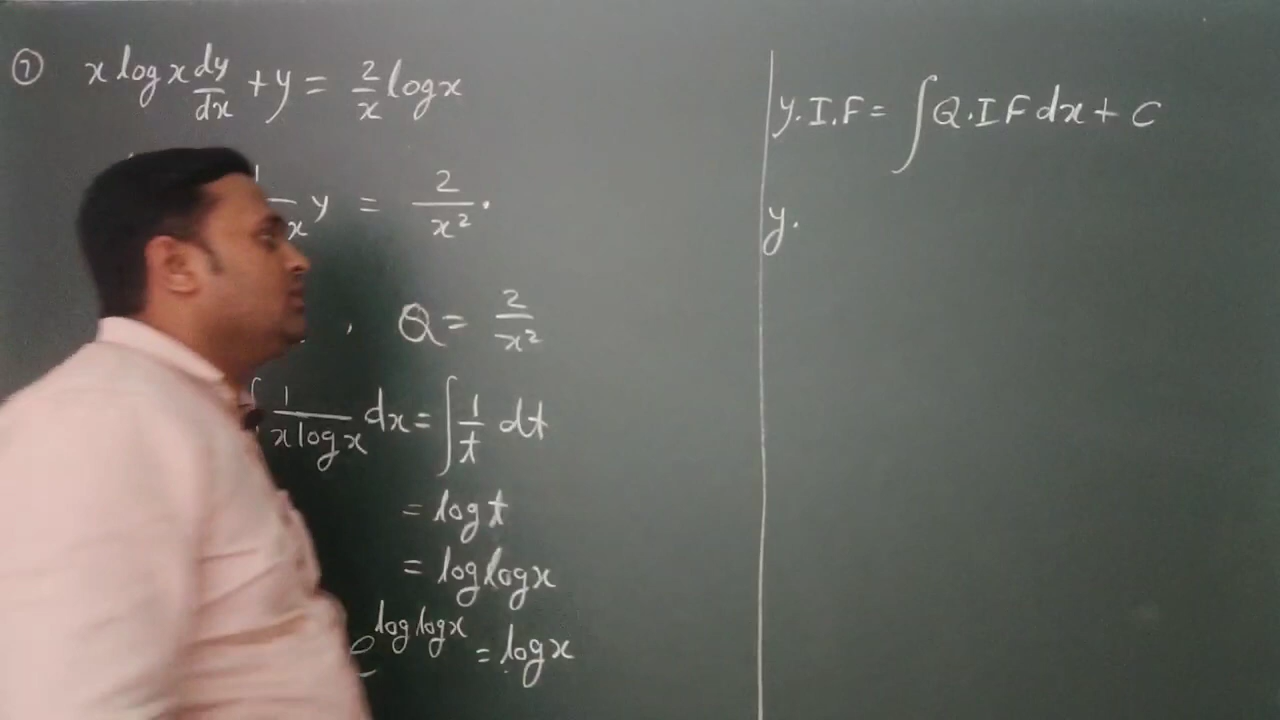 7 x log x dy/dx + y = 2/x log x
x y = 2/x² .
, Q = 2/x²
∫ 1/(x log x) dx = ∫ 1/t dt
= log t
= log log x
e^(log log x) = log x
y. I.F = ∫ Q. I F dx + C
y.